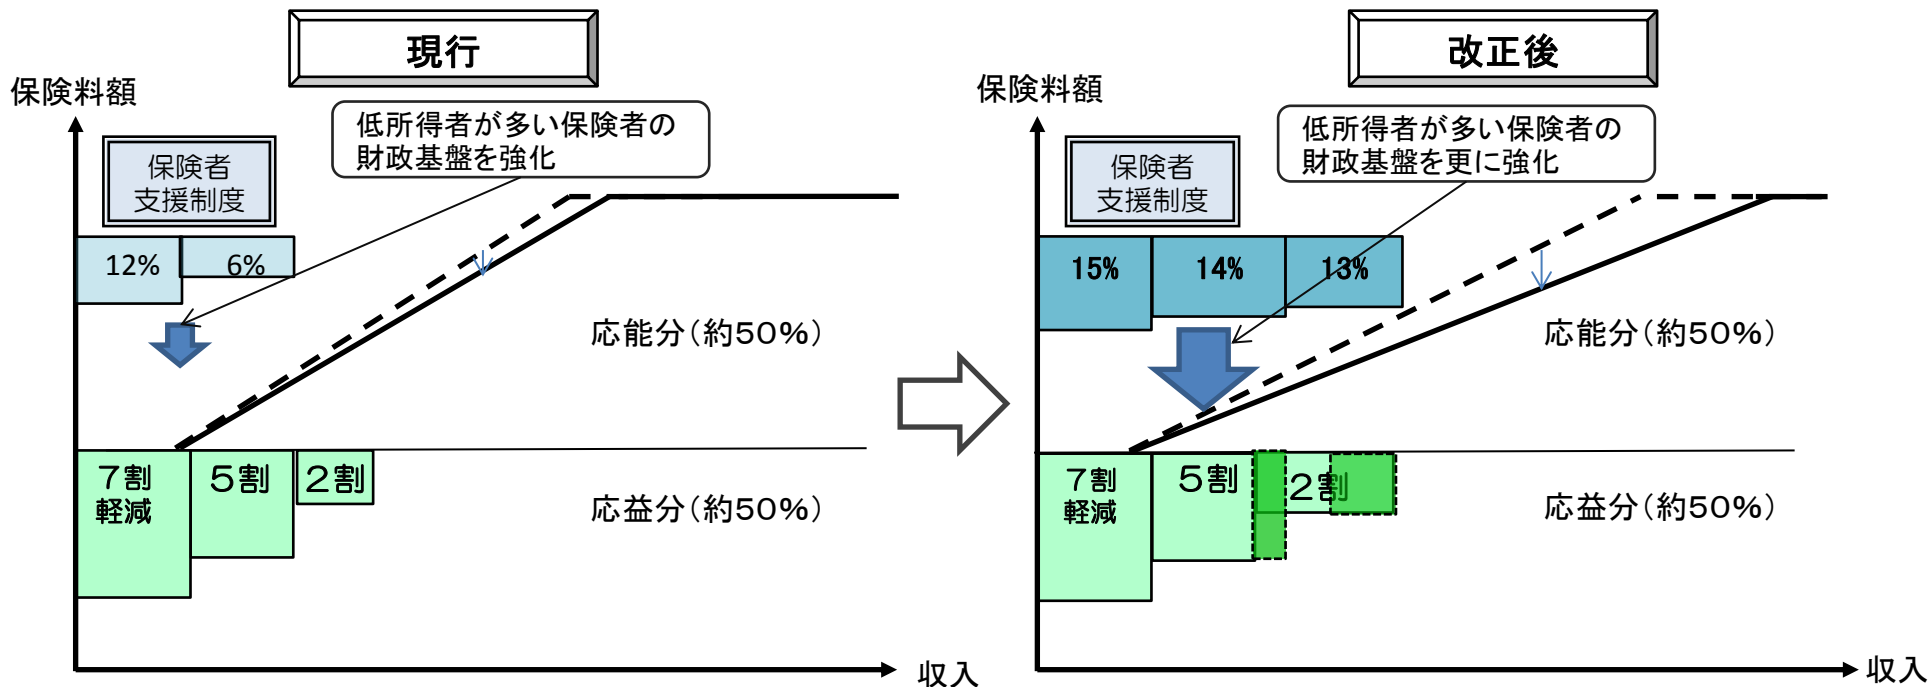 現行
保険料額
低所得者が多い保険者の
財政基盤を強化
保険者
支援制度
12%
6%
応能分(約50%)
7割
軽減
5割
2割
応益分(約50%)
収入
改正後
保険料額
低所得者が多い保険者の
財政基盤を更に強化
保険者
支援制度
15%
14%
13%
応能分(約50%)
7割
軽減
5割
2割
応益分(約50%)
収入